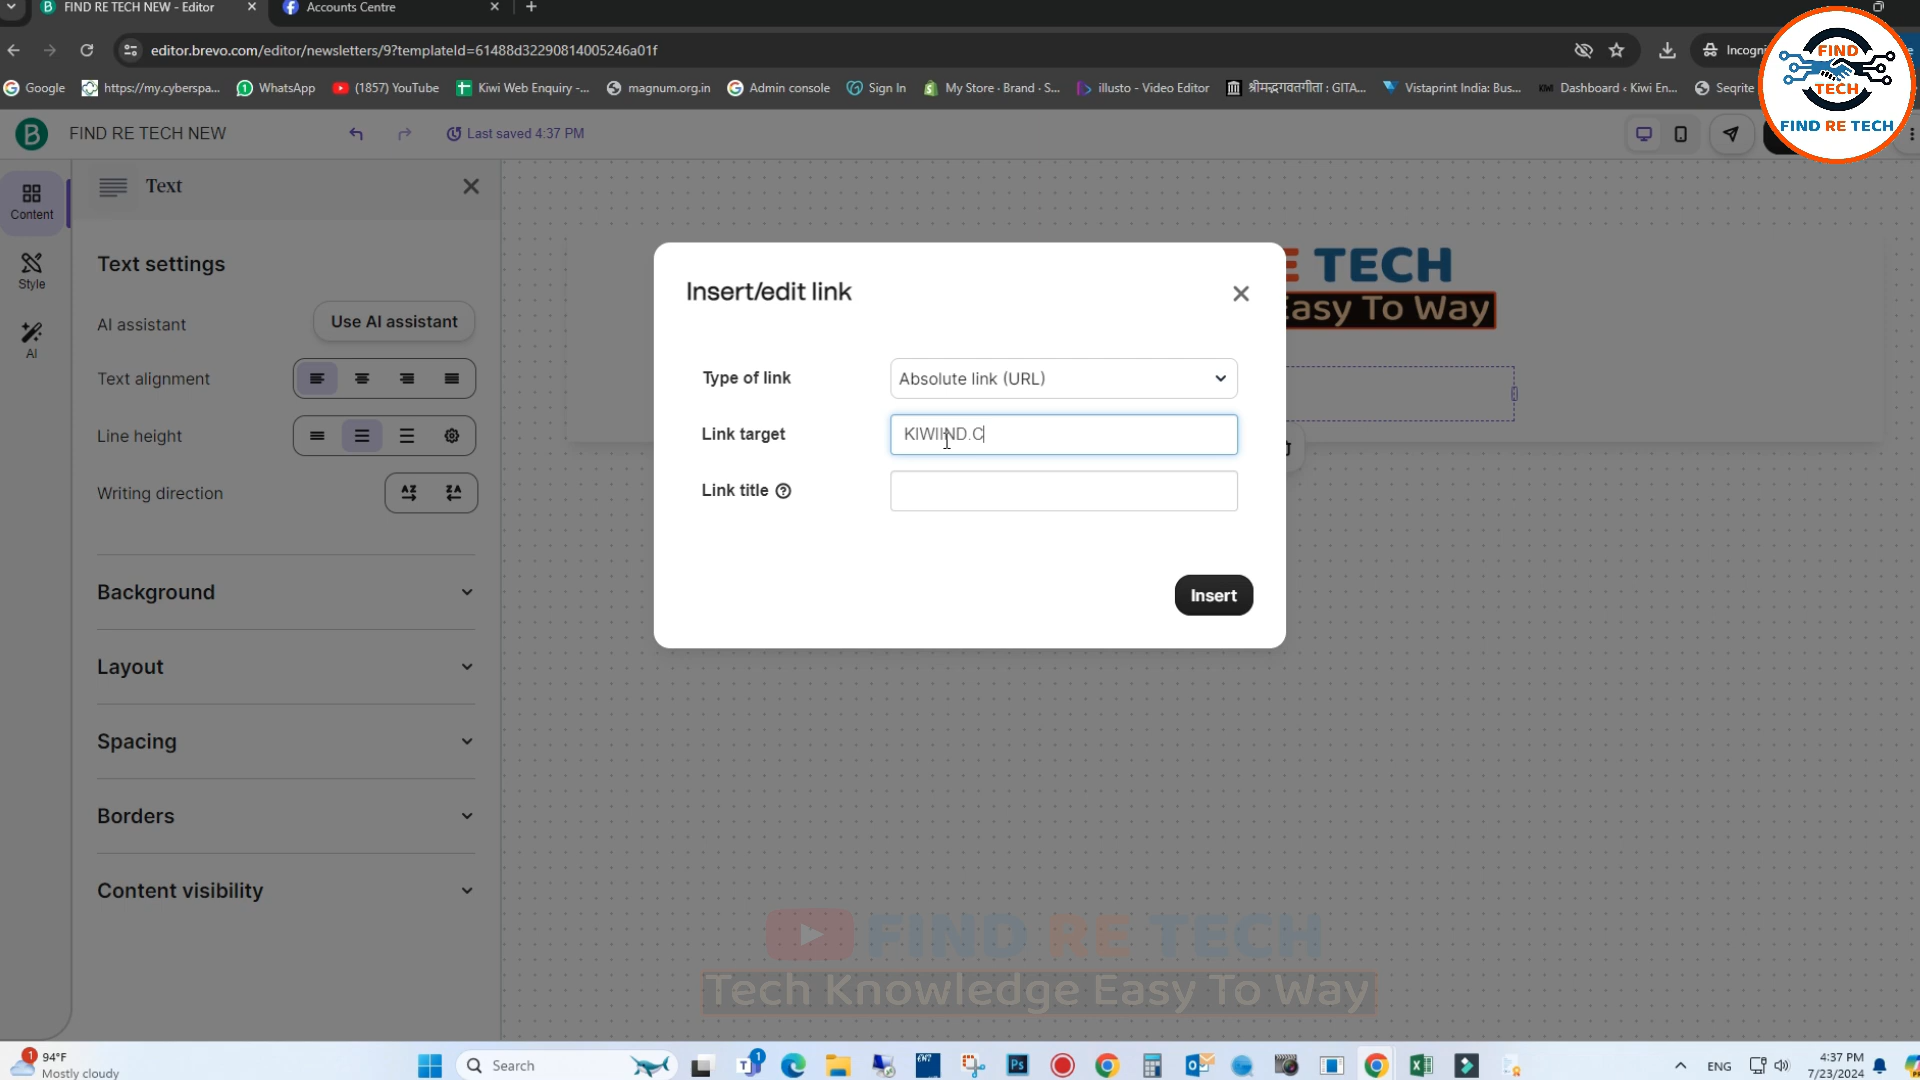 FIND RE TECH NEW - Editor
Accounts Centre
editor.brevo.com/editor/newsletters/9?templateId=61488d32290814005246a01f
Google
https://my.cyberspa...
WhatsApp
(1857) YouTube
Kiwi Web Enquiry -...
magnum.org.in
Admin console
Sign In
My Store · Brand · S...
illusto - Video Editor
श्रीमद्भगवतगीता : GITA...
Vistaprint India: Bus...
Dashboard ‹ Kiwi En...
Seqrite
FIND
RE
TECH
FIND RE TECH
FIND RE TECH NEW
Last saved 4:37 PM
Content
Style
AI
Text
Text settings
AI assistant
Use AI assistant
Text alignment
Line height
Writing direction
Background
Layout
Spacing
Borders
Content visibility
TECH
Easy To Way
Insert/edit link
Type of link
Absolute link (URL)
Link target
KIWIIND.C
Link title
Insert
FIND RE TECH
Tech Knowledge Easy To Way
94°F
Mostly cloudy
Search
ENG
4:37 PM
7/23/2024